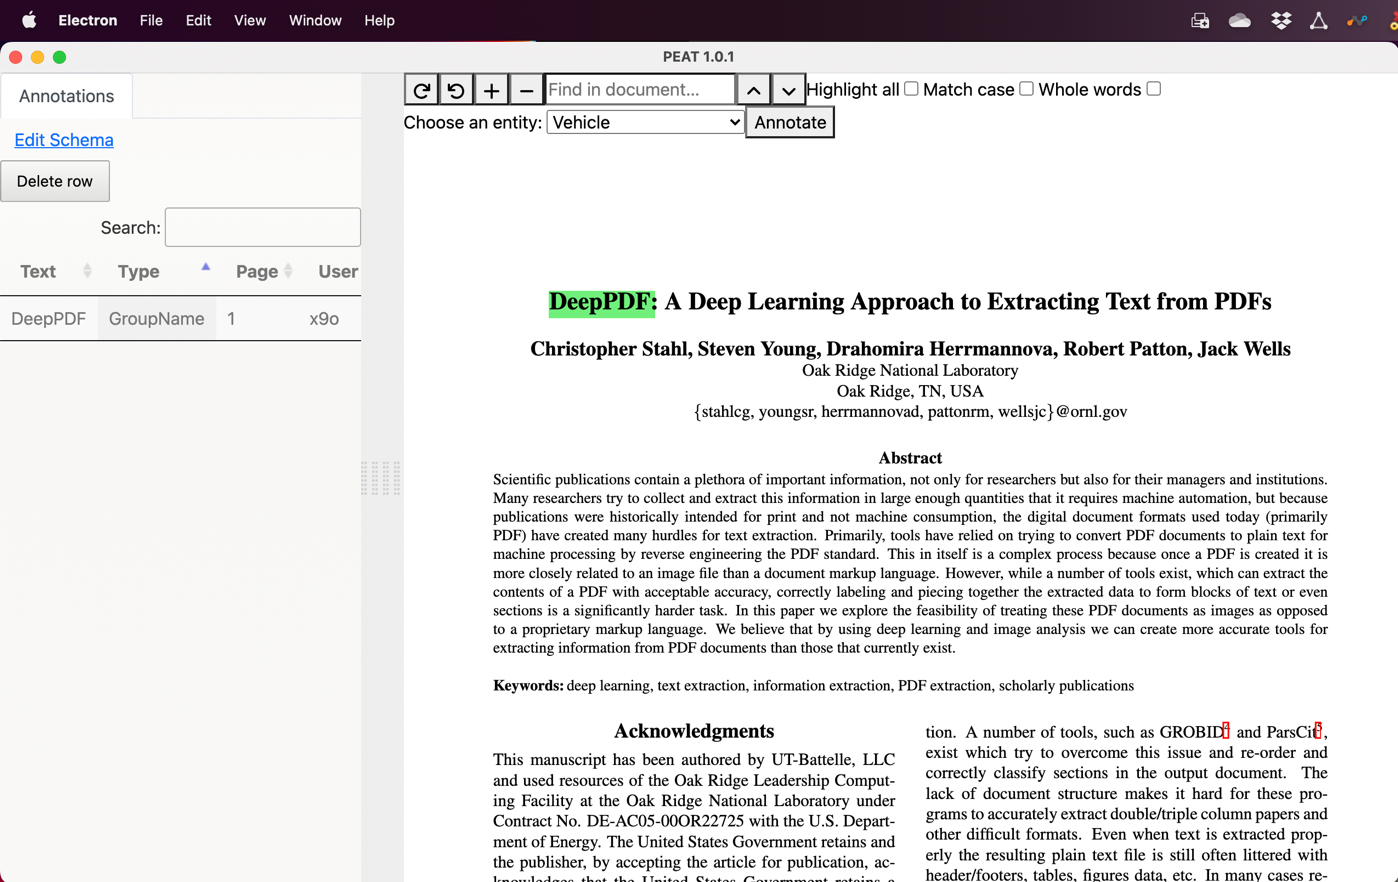 Electron File Edit View Window Help
PEAT 1.0.1
Annotations
Edit Schema
Delete row
Search:
Text Type Page User
DeepPDF GroupName 1 x9o
Find in document... Highlight all Match case Whole words
Choose an entity: Vehicle Annotate
DeepPDF: A Deep Learning Approach to Extracting Text from PDFs
Christopher Stahl, Steven Young, Drahomira Herrmannova, Robert Patton, Jack Wells
Oak Ridge National Laboratory
Oak Ridge, TN, USA
{stahlcg, youngsr, herrmannovad, pattonrm, wellsjc}@ornl.gov
Abstract
Scientific publications contain a plethora of important information, not only for researchers but also for their managers and institutions.
Many researchers try to collect and extract this information in large enough quantities that it requires machine automation, but because
publications were historically intended for print and not machine consumption, the digital document formats used today (primarily
PDF) have created many hurdles for text extraction. Primarily, tools have relied on trying to convert PDF documents to plain text for
machine processing by reverse engineering the PDF standard. This in itself is a complex process because once a PDF is created it is
more closely related to an image file than a document markup language. However, while a number of tools exist, which can extract the
contents of a PDF with acceptable accuracy, correctly labeling and piecing together the extracted data to form blocks of text or even
sections is a significantly harder task. In this paper we explore the feasibility of treating these PDF documents as images as opposed
to a proprietary markup language. We believe that by using deep learning and image analysis we can create more accurate tools for
extracting information from PDF documents than those that currently exist.
Keywords: deep learning, text extraction, information extraction, PDF extraction, scholarly publications
Acknowledgments
This manuscript has been authored by UT-Battelle, LLC
and used resources of the Oak Ridge Leadership Comput-
ing Facility at the Oak Ridge National Laboratory under
Contract No. DE-AC05-00OR22725 with the U.S. Depart-
ment of Energy. The United States Government retains and
the publisher, by accepting the article for publication, ac-
knowledges that the United States Government retains a
tion. A number of tools, such as GROBID and ParsCit,
exist which try to overcome this issue and re-order and
correctly classify sections in the output document. The
lack of document structure makes it hard for these pro-
grams to accurately extract double/triple column papers and
other difficult formats. Even when text is extracted prop-
erly the resulting plain text file is still often littered with
header/footers, tables, figures data, etc. In many cases re-